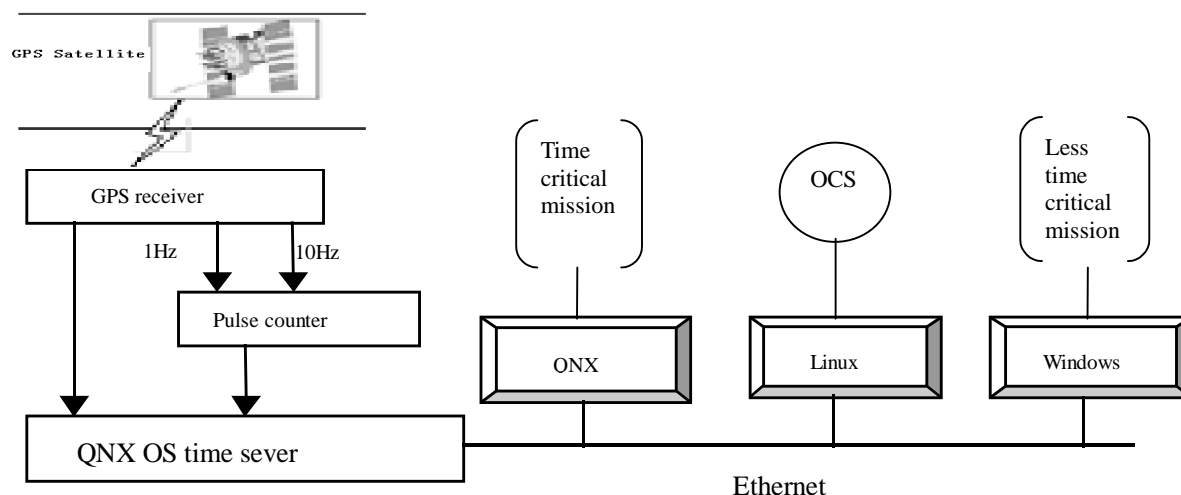 GPS Satellite
GPS receiver
1Hz
10Hz
Pulse counter
QNX OS time sever
Time
critical
mission
OCS
Less
time
critical
mission
ONX
Linux
Windows
Ethernet